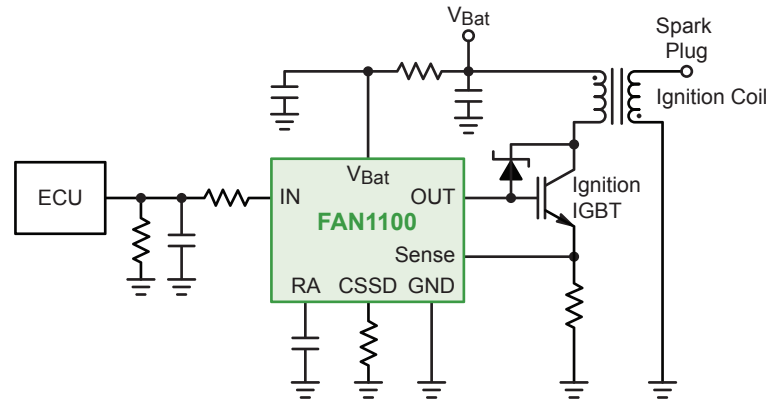 VBat
Spark
Plug
Ignition Coil
VBat
ECU
IN
OUT
Ignition
IGBT
FAN1100
Sense
RA
CSSD
GND